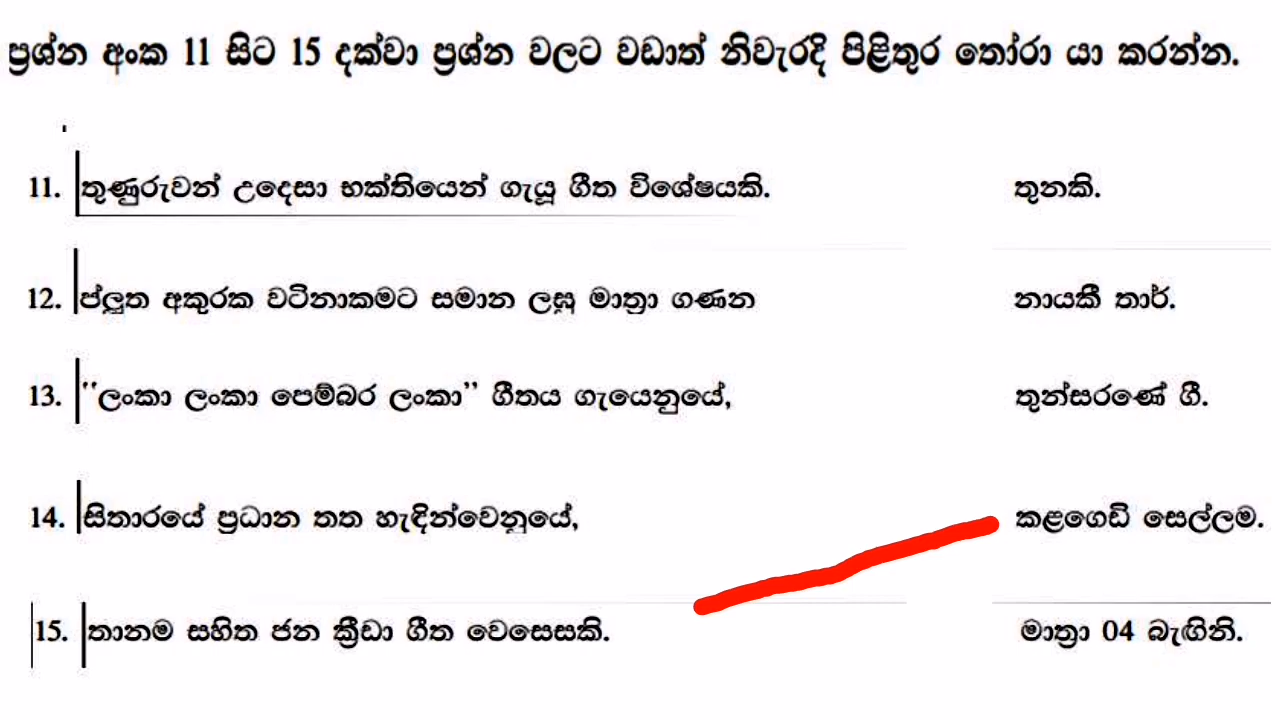 ප්‍රශ්න අංක 11 සිට 15 දක්වා ප්‍රශ්න වලට වඩාත් නිවැරදි පිළිතුර තෝරා යා කරන්න.
11. තුණුරුවන් උදෙසා භක්තියෙන් ගැයූ ගීත විශේෂයකි. තුනකි.
12. ප්ලුත අකුරක වටිනාකමට සමාන ලඝු මාත්‍රා ගණන නායකී තාර්.
13. "ලංකා ලංකා පෙම්බර ලංකා" ගීතය ගැයෙනුයේ, තුන්සරණේ ගී.
14. සිතාරයේ ප්‍රධාන තත හැඳින්වෙනුයේ, කළගෙඩි සෙල්ලම.
15. තානම සහිත ජන ක්‍රීඩා ගීත වෙසෙසකි. මාත්‍රා 04 බැඟිනි.